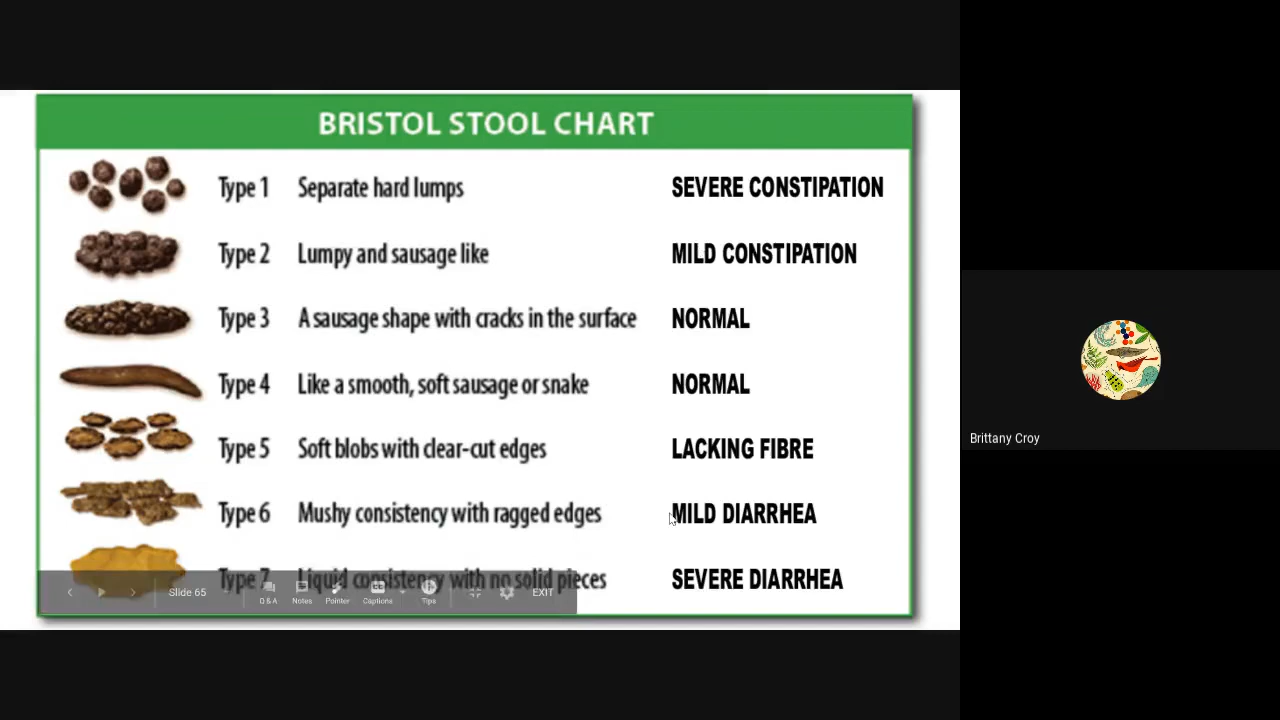 BRISTOL STOOL CHART
Type 1 Separate hard lumps SEVERE CONSTIPATION
Type 2 Lumpy and sausage like MILD CONSTIPATION
Type 3 A sausage shape with cracks in the surface NORMAL
Type 4 Like a smooth, soft sausage or snake NORMAL
Type 5 Soft blobs with clear-cut edges LACKING FIBRE
Type 6 Mushy consistency with ragged edges MILD DIARRHEA
Type 7 Liquid consistency with no solid pieces SEVERE DIARRHEA
Slide 65 Q & A Notes Pointer Captions Tips EXIT
Brittany Croy